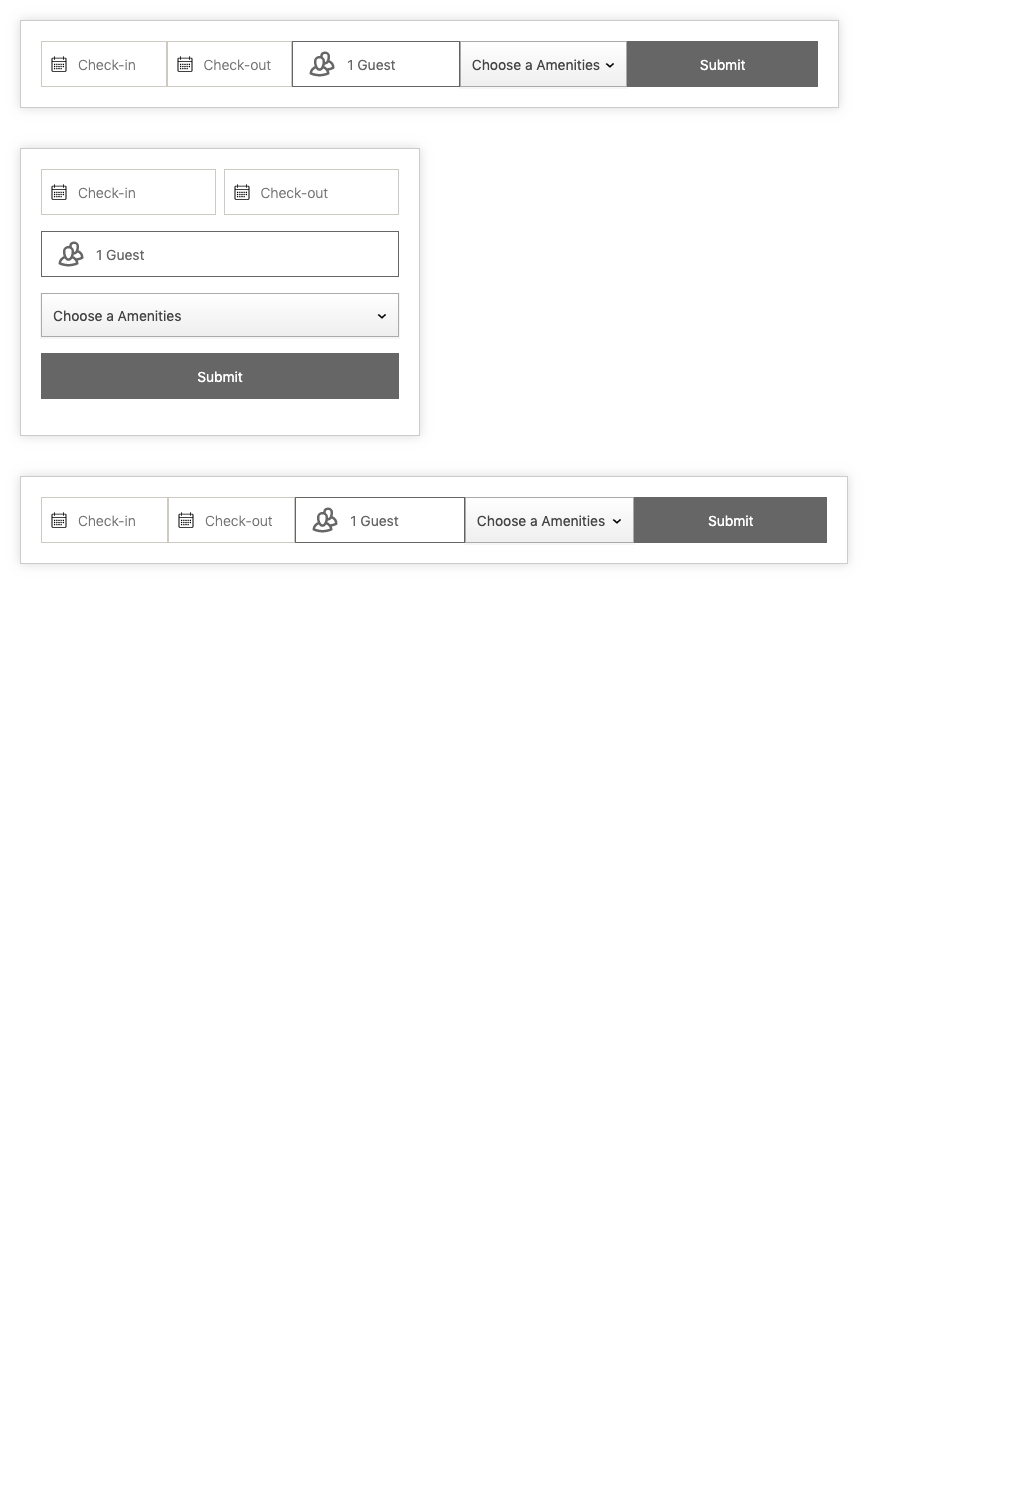 Check-in Check-out 1 Guest Choose a Amenities Submit
Check-in Check-out
1 Guest
Choose a Amenities
Submit
Check-in Check-out 1 Guest Choose a Amenities Submit